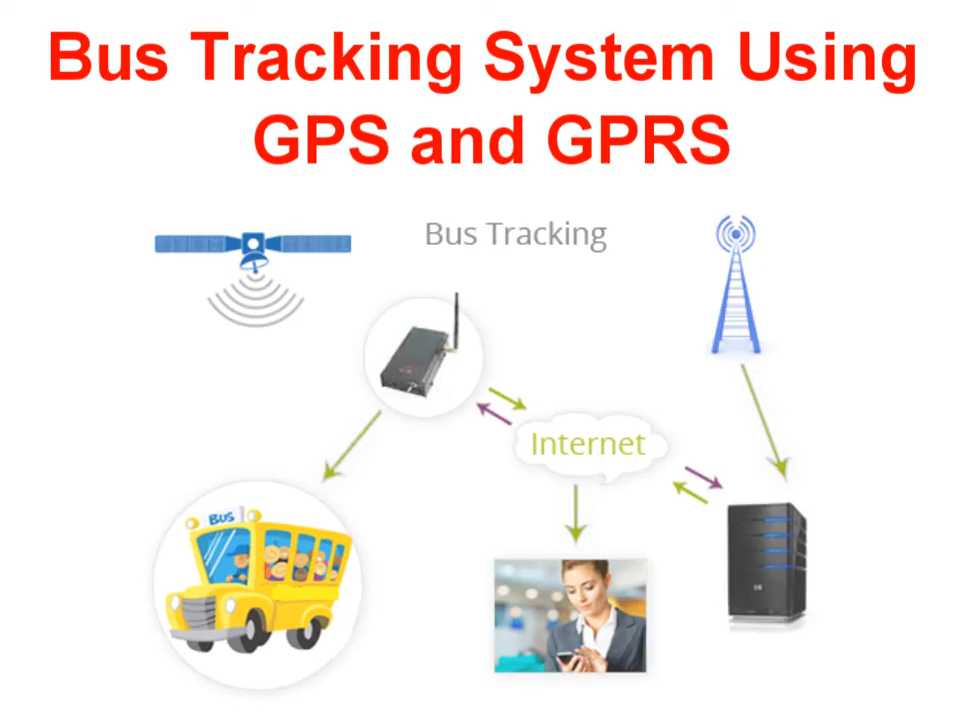 Bus Tracking System Using
GPS and GPRS
Bus Tracking
Internet
BUS